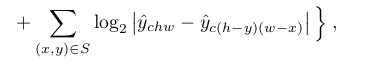 $+ \sum_{(x,y) \in S} \log_2 \left| \hat{y}_{chw} - \hat{y}_{c(h-y)(w-x)} \right| \Big\} ,$